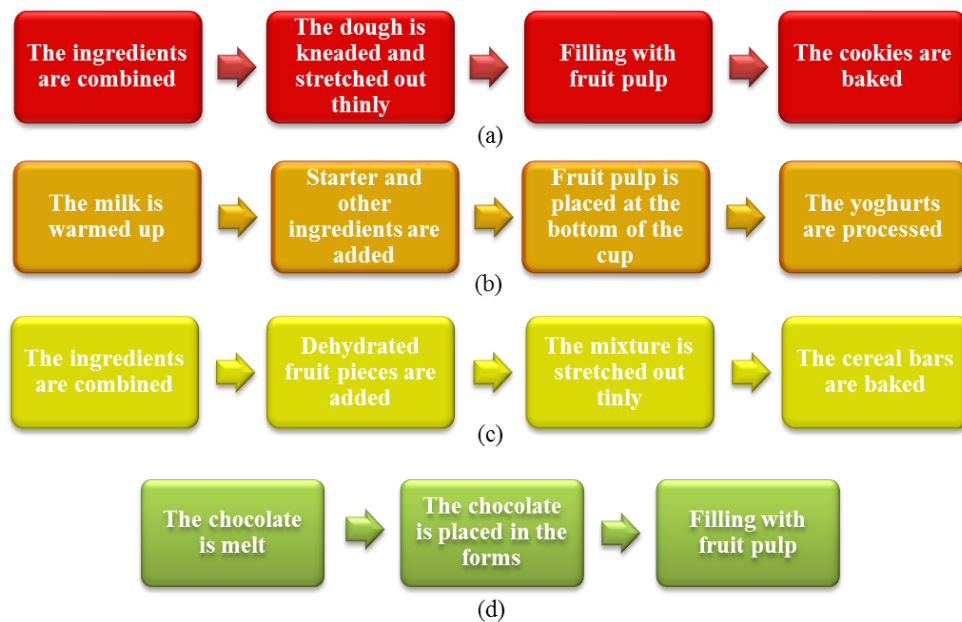 The ingredients
are combined
The dough is
kneaded and
stretched out
thinly
Filling with
fruit pulp
The cookies are
baked
(a)
The milk is
warmed up
Starter and
other
ingredients are
added
Fruit pulp is
placed at the
bottom of the
cup
The yoghurts
are processed
(b)
The ingredients
are combined
Dehydrated
fruit pieces are
added
The mixture is
stretched out
tinly
The cereal bars
are baked
(c)
The chocolate
is melt
The chocolate
is placed in the
forms
Filling with
fruit pulp
(d)